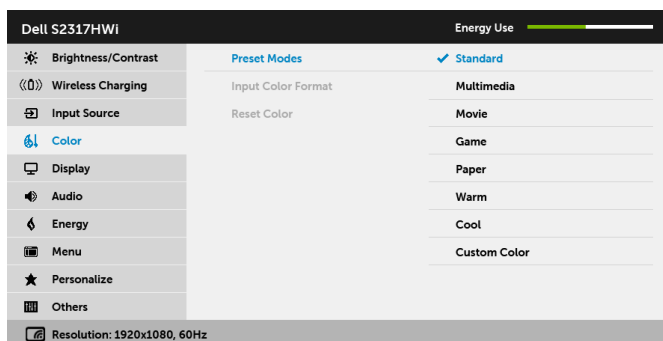 Dell S2317HWi Energy Use
Brightness/Contrast Preset Modes Standard
Wireless Charging Input Color Format Multimedia
Input Source Reset Color Movie
Color Game
Display Paper
Audio Warm
Energy Cool
Menu Custom Color
Personalize
Others
Resolution: 1920x1080, 60Hz